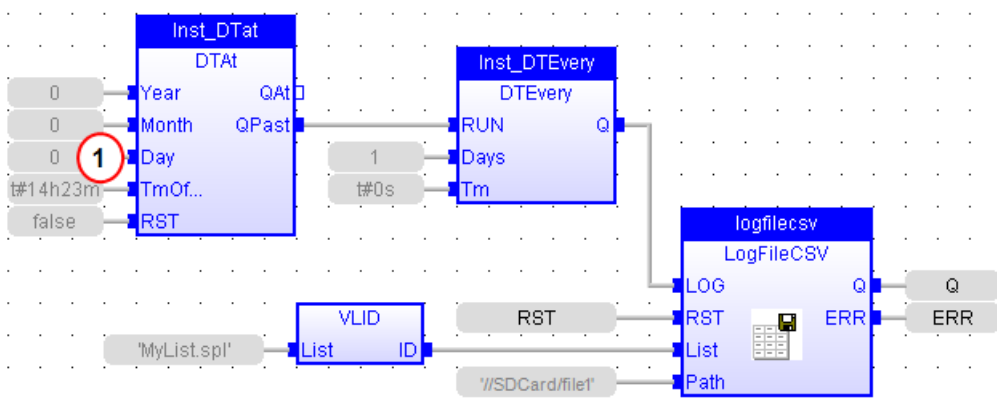 Inst_DTat
DTAt
0 Year QAt
0 Month QPast
0 1 Day
t#14h23m TmOf...
false RST
Inst_DTEvery
DTEvery
RUN Q
1 Days
t#0s Tm
logfilecsv
LogFileCSV
LOG Q Q
RST RST ERR ERR
VLID
'MyList.spl' List ID List
'//SDCard/file1' Path